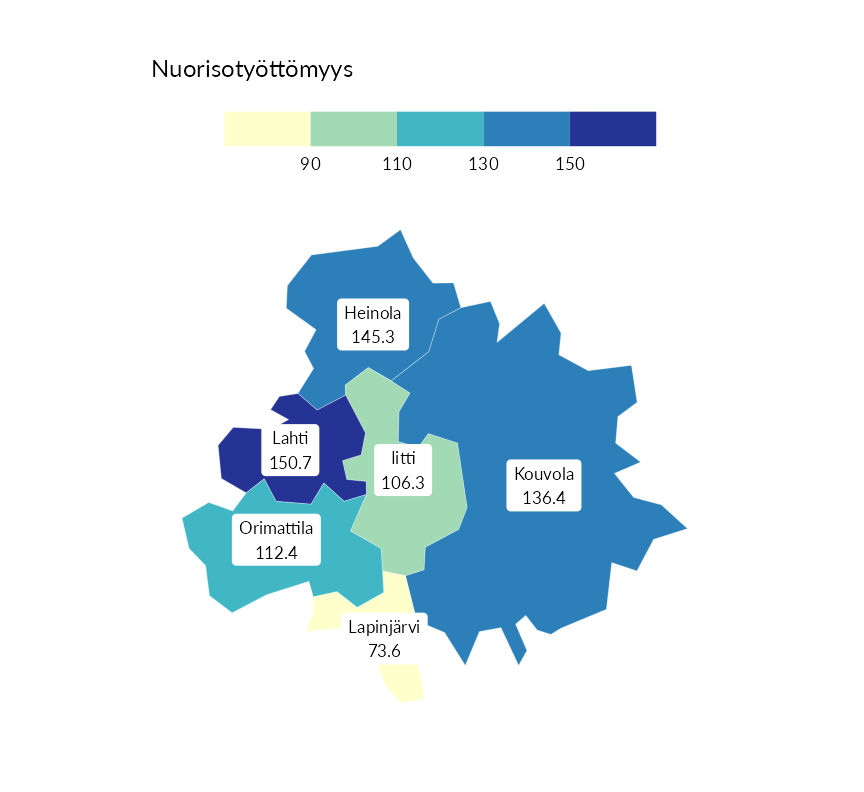 Nuorisotyöttömyys
90 110 130 150
Heinola
145.3
Lahti
150.7
Iitti
106.3
Kouvola
136.4
Orimattila
112.4
Lapinjärvi
73.6